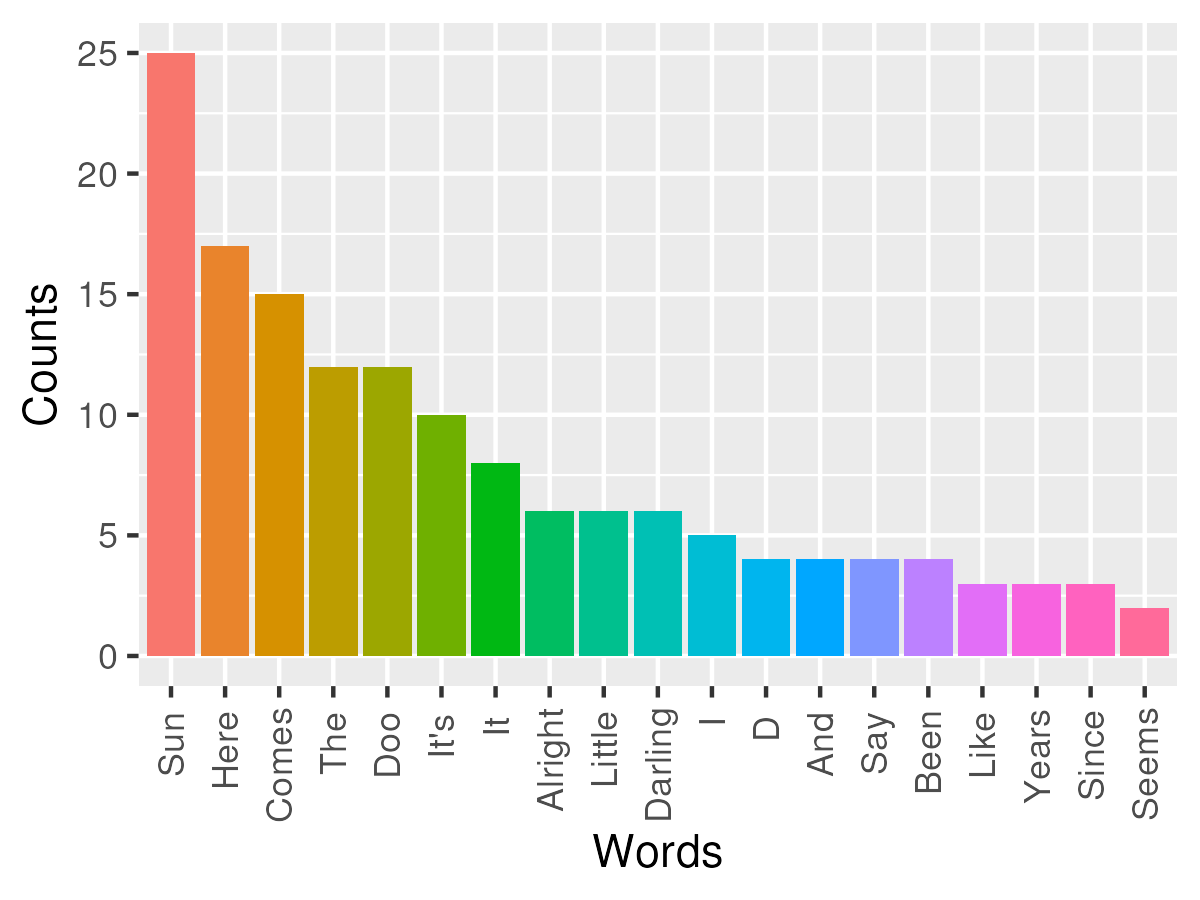 25
20
15
10
5
0
Counts
Sun
Here
Comes
The
Doo
It's
It
Alright
Little
Darling
I
D
And
Say
Been
Like
Years
Since
Seems
Words